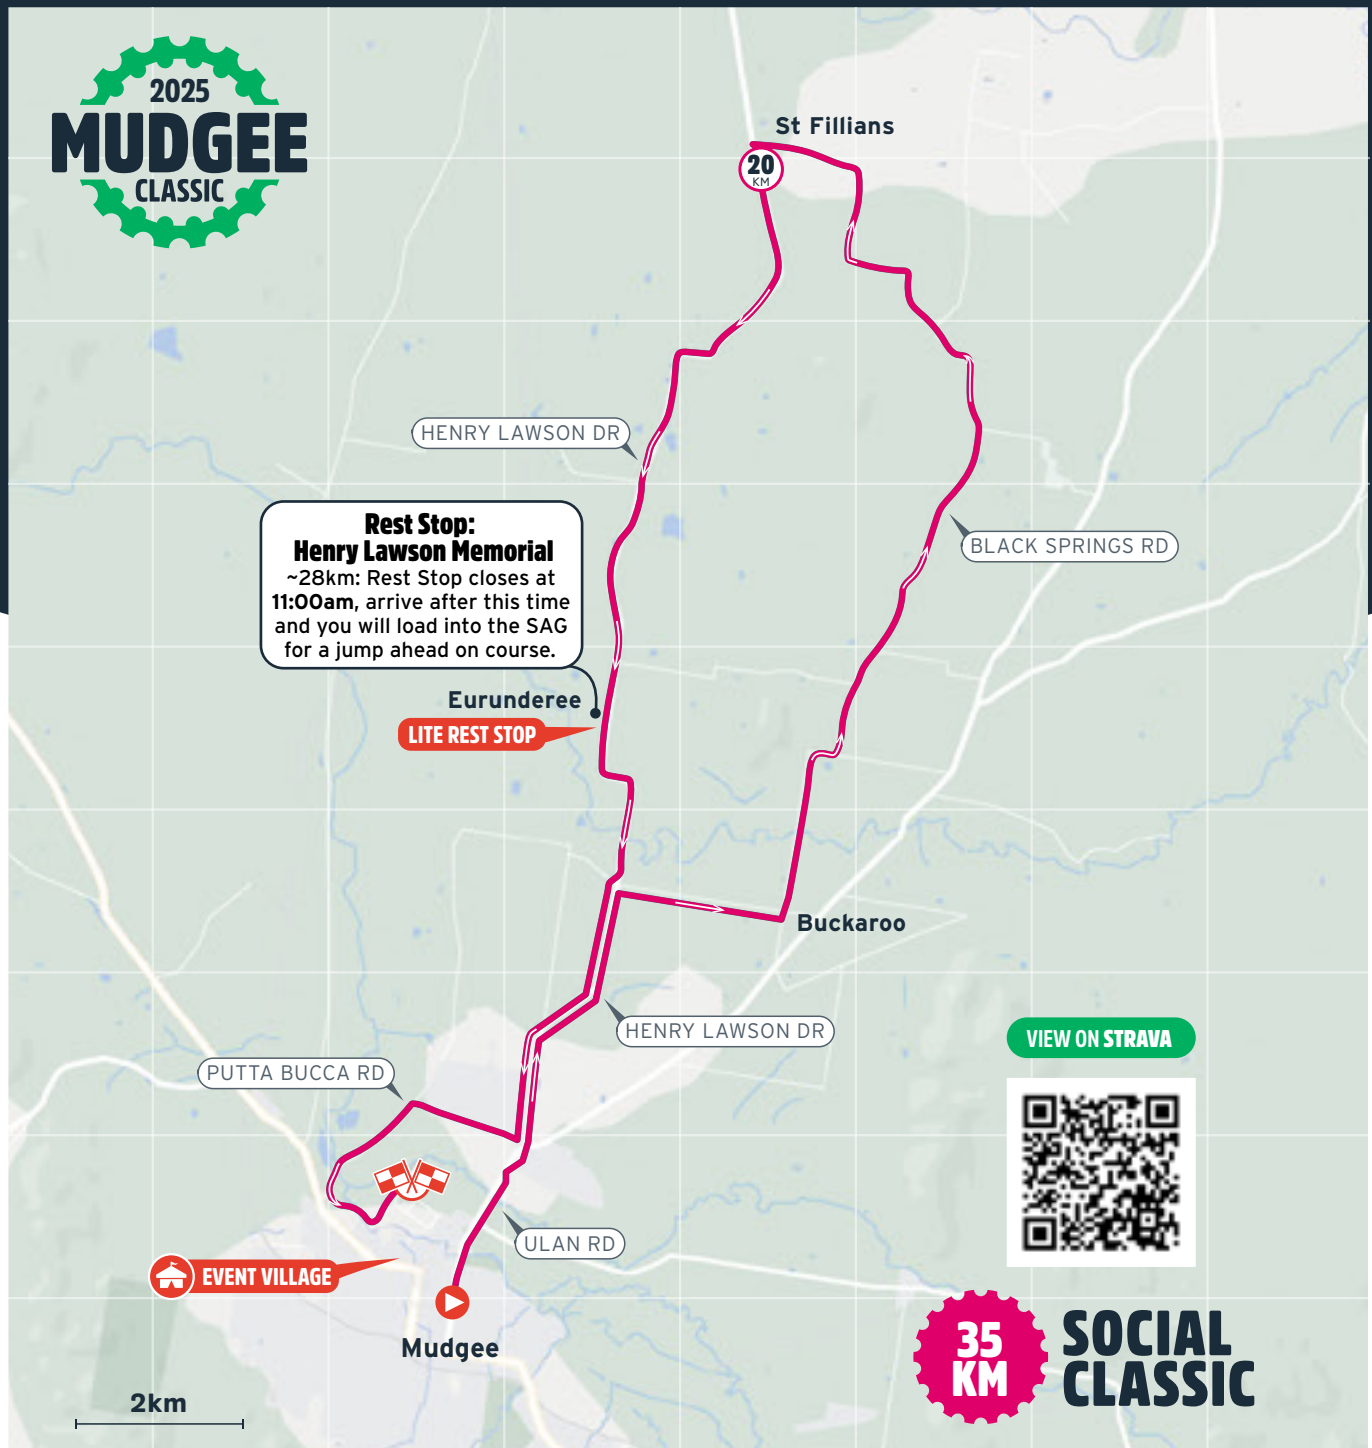 2025
MUDGEE
CLASSIC
St Fillians
20
KM
HENRY LAWSON DR
Rest Stop:
Henry Lawson Memorial
~28km: Rest Stop closes at
11:00am, arrive after this time
and you will load into the SAG
for a jump ahead on course.
BLACK SPRINGS RD
Eurunderee
LITE REST STOP
Buckaroo
HENRY LAWSON DR
VIEW ON STRAVA
PUTTA BUCCA RD
ULAN RD
EVENT VILLAGE
Mudgee
2km
35
KM
SOCIAL
CLASSIC